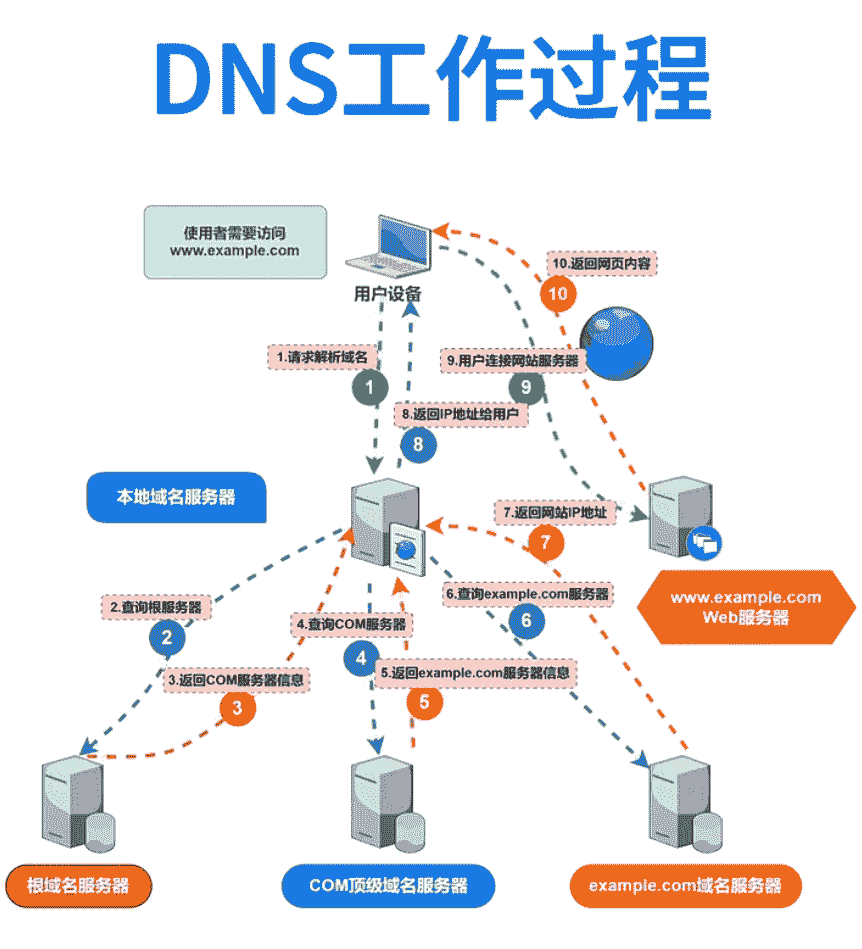 DNS工作过程
使用者需要访问
www.example.com
用户设备
10.返回网页内容
10
1.请求解析域名
1
9.用户连接网站服务器
9
8.返回IP地址给用户
8
本地域名服务器
7.返回网站IP地址
7
www.example.com
Web服务器
2.查询根服务器
2
6.查询example.com服务器
6
4.查询COM服务器
4
3.返回COM服务器信息
3
5.返回example.com服务器信息
5
根域名服务器
COM顶级域名服务器
example.com域名服务器